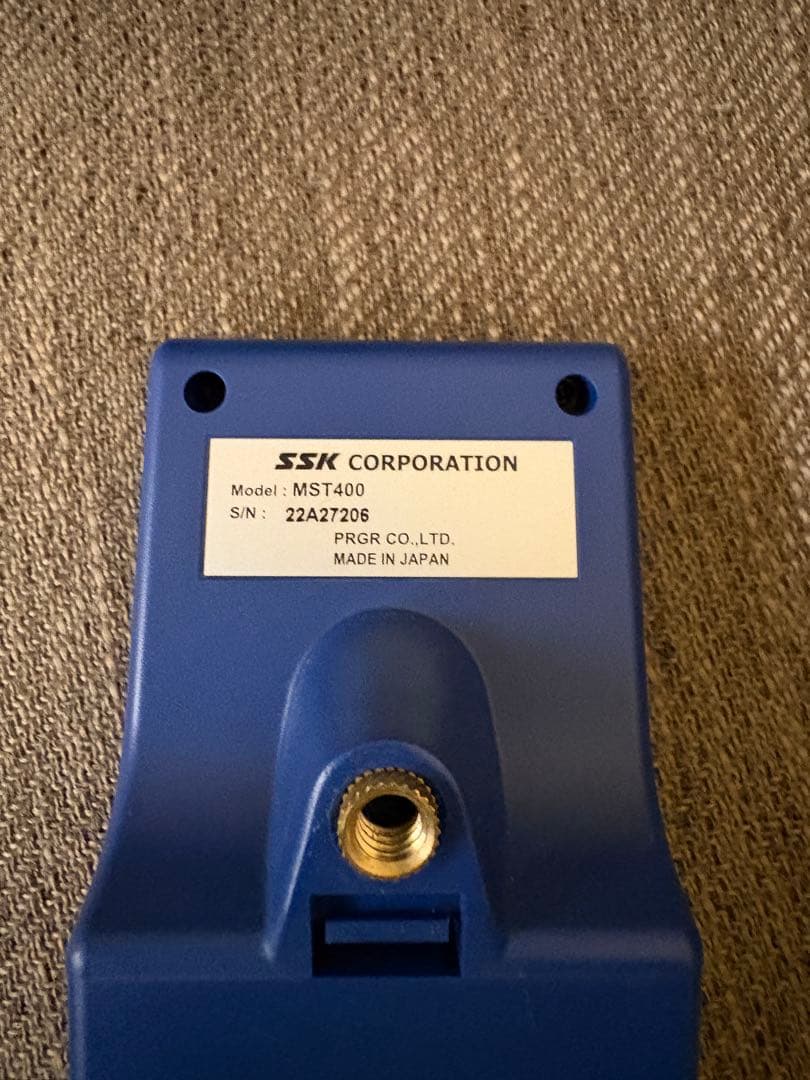 SSK CORPORATION
Model : MST400
S/N : 22A27206
PRGR CO.,LTD.
MADE IN JAPAN